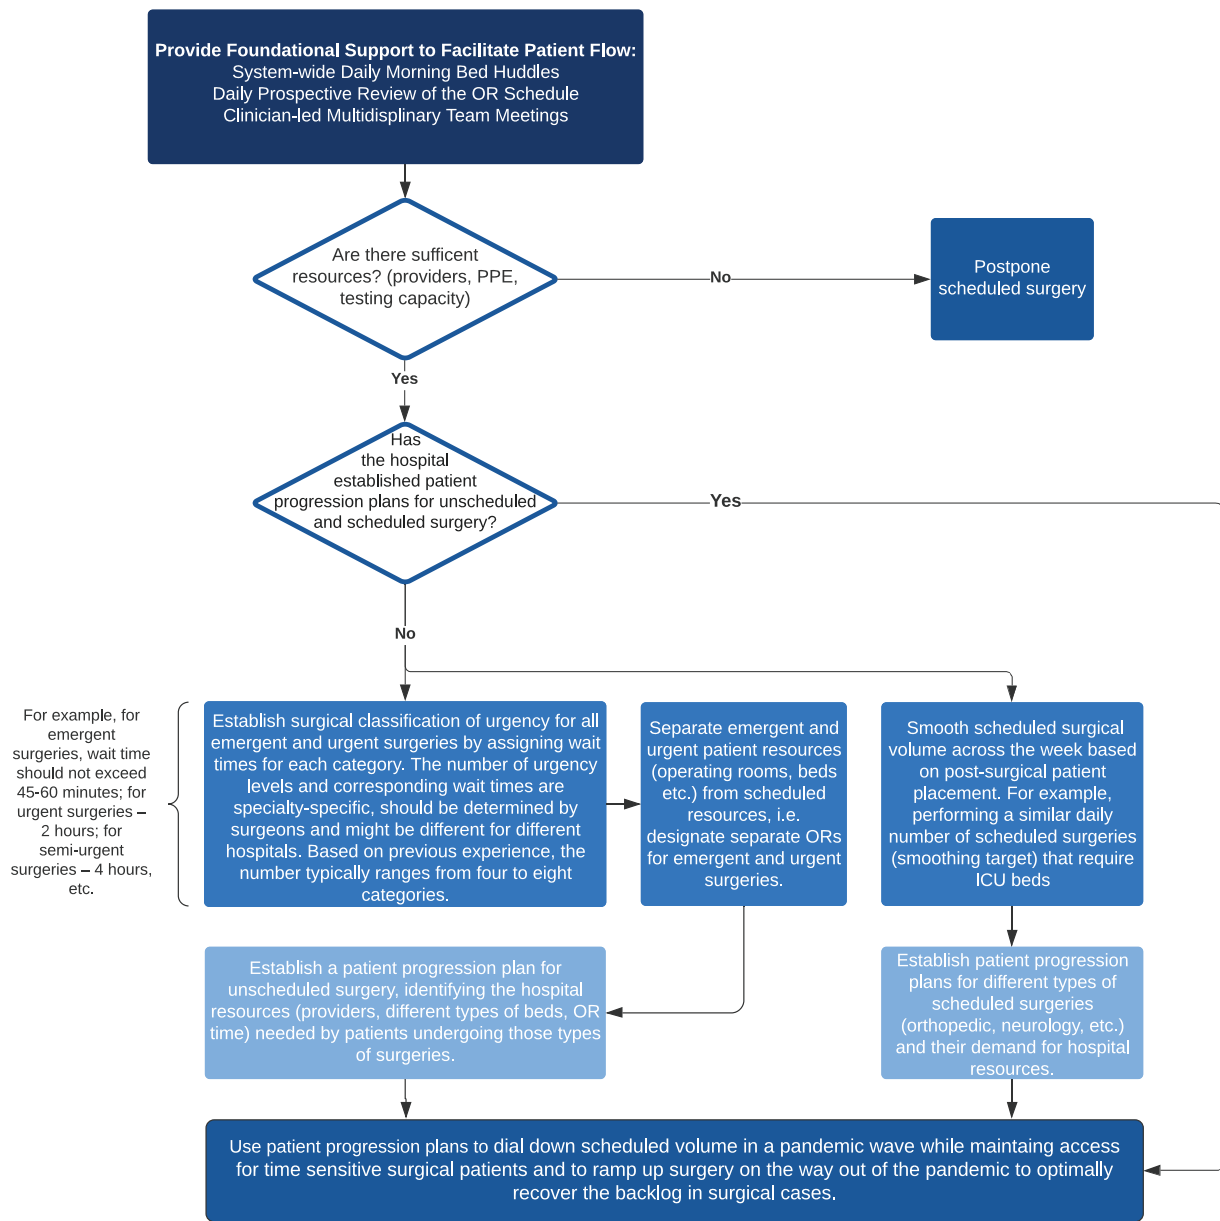 Provide Foundational Support to Facilitate Patient Flow:
System-wide Daily Morning Bed Huddles
Daily Prospective Review of the OR Schedule
Clinician-led Multidisplinary Team Meetings
Are there sufficent
resources? (providers, PPE,
testing capacity)
No
Postpone
scheduled surgery
Yes
Has
the hospital
established patient
progression plans for unscheduled
and scheduled surgery?
Yes
No
For example, for
emergent
surgeries, wait time
should not exceed
45-60 minutes; for
urgent surgeries –
2 hours; for
semi-urgent
surgeries – 4 hours,
etc.
Establish surgical classification of urgency for all
emergent and urgent surgeries by assigning wait
times for each category. The number of urgency
levels and corresponding wait times are
specialty-specific, should be determined by
surgeons and might be different for different
hospitals. Based on previous experience, the
number typically ranges from four to eight
categories.
Separate emergent and
urgent patient resources
(operating rooms, beds
etc.) from scheduled
resources, i.e.
designate separate ORs
for emergent and urgent
surgeries.
Smooth scheduled surgical
volume across the week based
on post-surgical patient
placement. For example,
performing a similar daily
number of scheduled surgeries
(smoothing target) that require
ICU beds
Establish a patient progression plan for
unscheduled surgery, identifying the hospital
resources (providers, different types of beds, OR
time) needed by patients undergoing those types
of surgeries.
Establish patient progression
plans for different types of
scheduled surgeries
(orthopedic, neurology, etc.)
and their demand for hospital
resources.
Use patient progression plans to dial down scheduled volume in a pandemic wave while maintaing access
for time sensitive surgical patients and to ramp up surgery on the way out of the pandemic to optimally
recover the backlog in surgical cases.